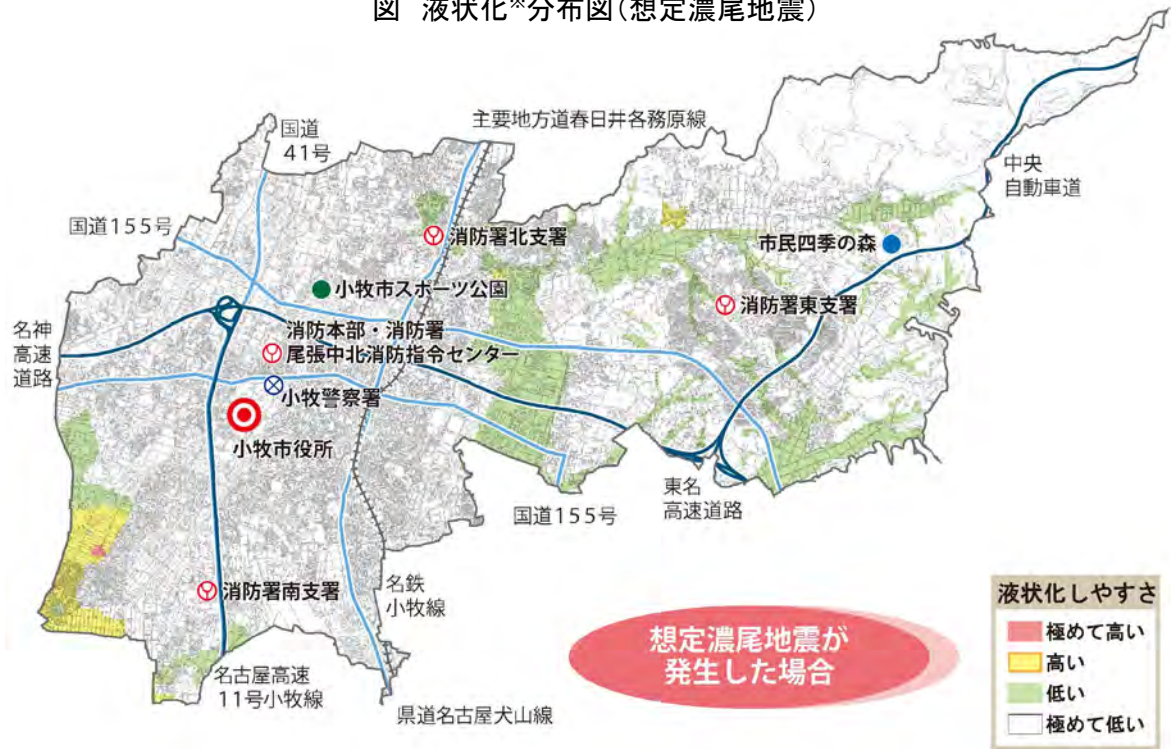 図 液状化※分布図(想定濃尾地震)
国道
41号
主要地方道春日井各務原線
中央
自動車道
国道155号
消防署北支署
市民四季の森
小牧市スポーツ公園
消防署東支署
名神
高速
道路
消防本部・消防署
尾張中北消防指令センター
小牧警察署
小牧市役所
東名
高速道路
国道155号
消防署南支署
名鉄
小牧線
名古屋高速
11号小牧線
県道名古屋犬山線
想定濃尾地震が
発生した場合
液状化しやすさ
極めて高い
高い
低い
極めて低い